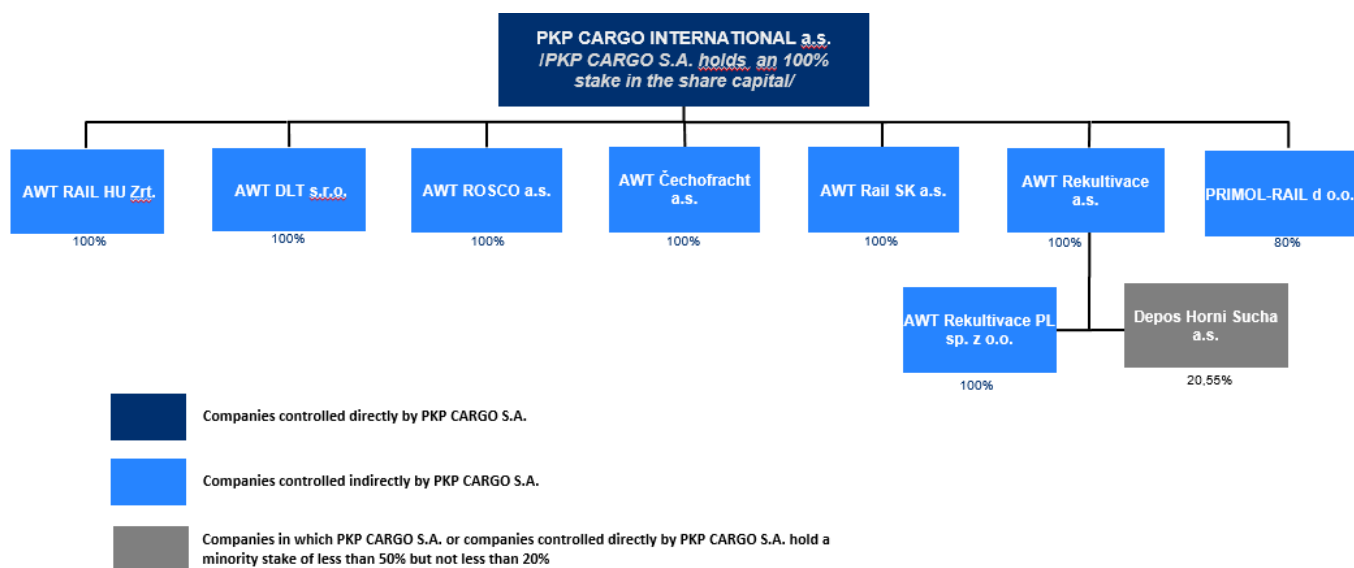 PKP CARGO INTERNATIONAL a.s.
/PKP CARGO S.A. holds an 100%
stake in the share capital/
AWT RAIL HU Zrt.
100%
AWT DLT s.r.o.
100%
AWT ROSCO a.s.
100%
AWT Čechofracht
a.s.
100%
AWT Rail SK a.s.
100%
AWT Rekultivace
a.s.
100%
PRIMOL-RAIL d o.o.
80%
AWT Rekultivace PL
sp. z o.o.
100%
Depos Horni Sucha
a.s.
20,55%
Companies controlled directly by PKP CARGO S.A.
Companies controlled indirectly by PKP CARGO S.A.
Companies in which PKP CARGO S.A. or companies controlled directly by PKP CARGO S.A. hold a
minority stake of less than 50% but not less than 20%